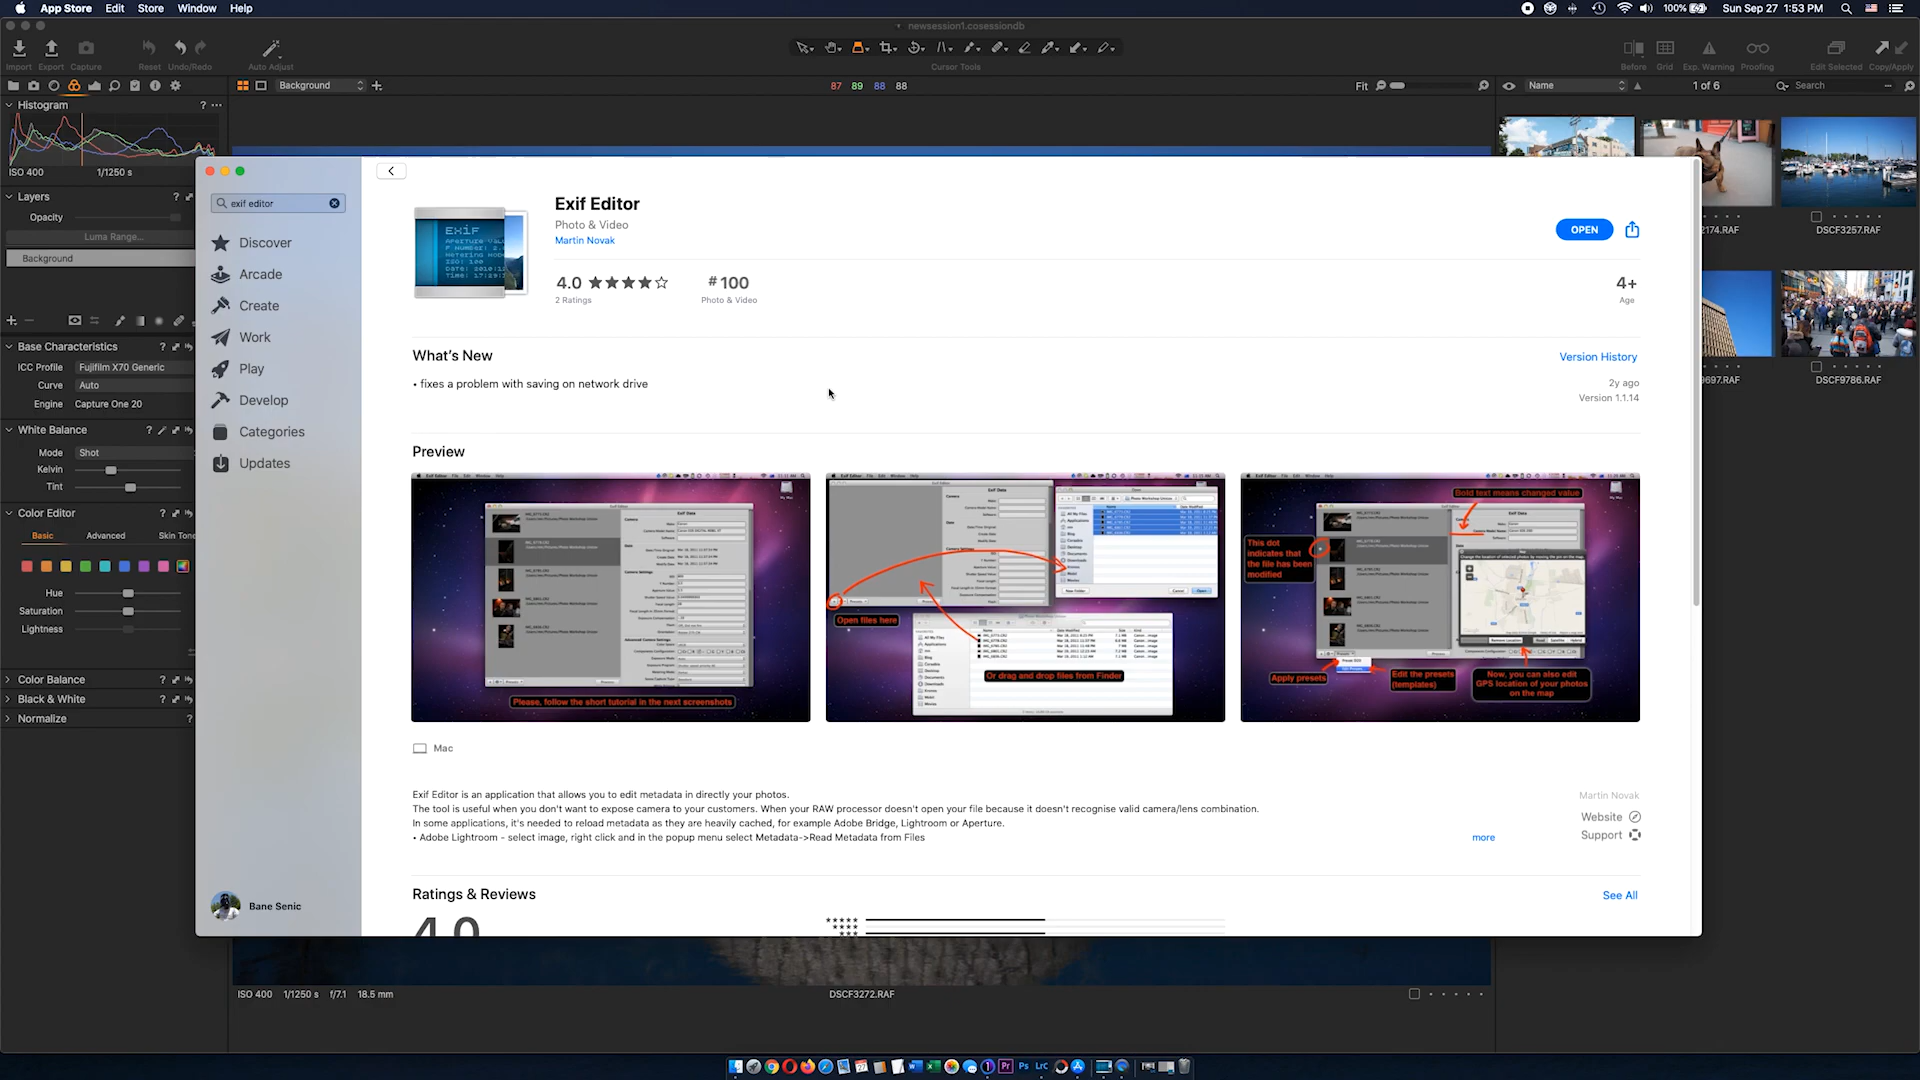 App Store Edit Store Window Help
100% Sun Sep 27 1:53 PM
newsession1.cosessiondb
Import Export Capture Reset Undo/Redo Auto Adjust
Cursor Tools
Before Grid Exp. Warning Proofing Edit Selected Copy/Apply
Background
87 89 88 88
Fit
Name
1 of 6
Search
Histogram
ISO 400 1/1250 s
Layers
Opacity
Luma Range...
Background
Base Characteristics
ICC Profile Fujifilm X70 Generic
Curve Auto
Engine Capture One 20
White Balance
Mode Shot
Kelvin
Tint
Color Editor
Basic Advanced Skin Tone
Hue
Saturation
Lightness
Color Balance
Black & White
Normalize
exif editor
Discover
Arcade
Create
Work
Play
Develop
Categories
Updates
Bane Senic
Exif Editor
Photo & Video
Martin Novak
OPEN
4.0
2 Ratings
#100
Photo & Video
4+
Age
What's New
Version History
• fixes a problem with saving on network drive
2y ago
Version 1.1.14
Preview
Please, follow the short tutorial in the next screenshots
Open files here
Or drag and drop files from Finder
Bold text means changed value
This dot
indicates that
the file has been
modified
Apply presets
Edit the presets
(templates)
Now, you can also edit
GPS location of your photos
on the map
Mac
Exif Editor is an application that allows you to edit metadata in directly your photos.
The tool is useful when you don't want to expose camera to your customers. When your RAW processor doesn't open your file because it doesn't recognise valid camera/lens combination.
In some applications, it's needed to reload metadata as they are heavily cached, for example Adobe Bridge, Lightroom or Aperture.
• Adobe Lightroom - select image, right click and in the popup menu select Metadata->Read Metadata from Files
more
Martin Novak
Website
Support
Ratings & Reviews
See All
4.0
2174.RAF
DSCF3257.RAF
9697.RAF
DSCF9786.RAF
ISO 400 1/1250 s f/7.1 18.5 mm
DSCF3272.RAF
Pr Ps LrC